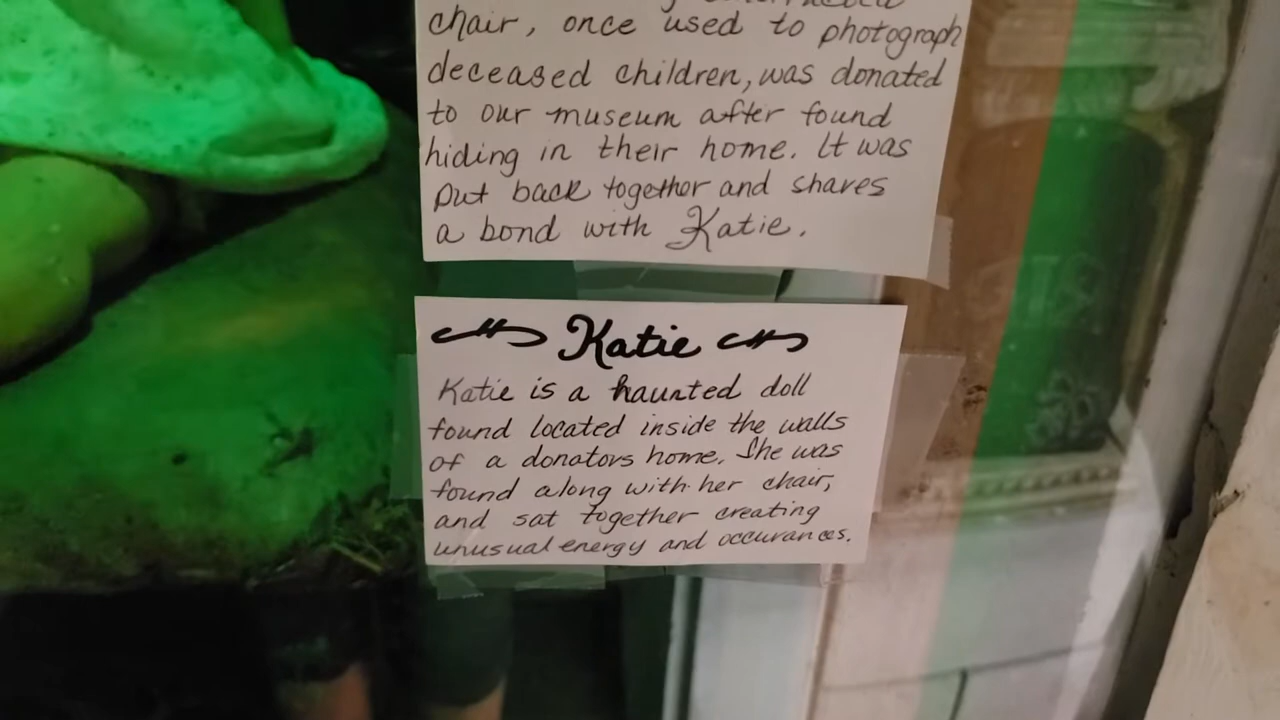 chair, once used to photograph
deceased children, was donated
to our museum after found
hiding in their home. It was
put back together and shares
a bond with Katie.
Katie
Katie is a haunted doll
found located inside the walls
of a donators home. She was
found along with her chair,
and sat together creating
unusual energy and occurances.